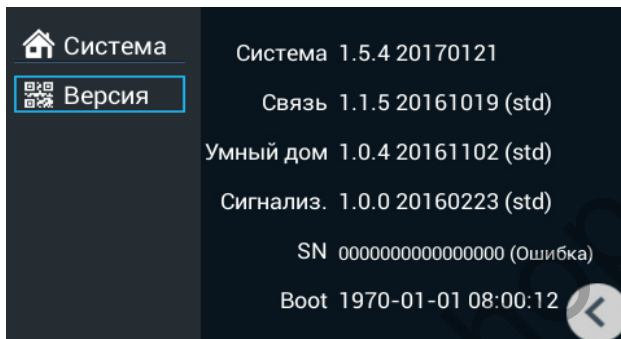 Система
Версия
Система 1.5.4 20170121
Связь 1.1.5 20161019 (std)
Умный дом 1.0.4 20161102 (std)
Сигнализ. 1.0.0 20160223 (std)
SN 0000000000000000 (Ошибка)
Boot 1970-01-01 08:00:12